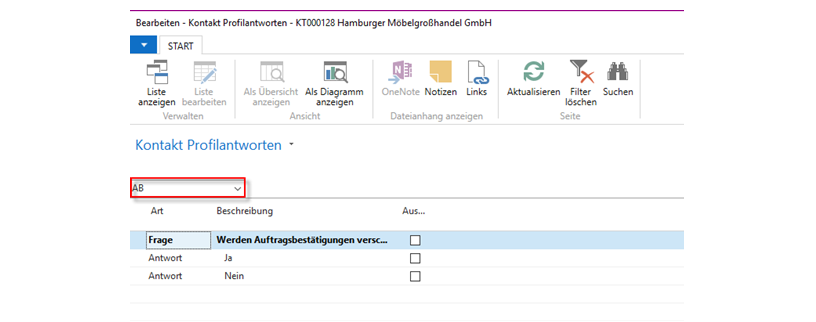 Bearbeiten - Kontakt Profilantworten - KT000128 Hamburger Möbelgroßhandel GmbH
START
Liste anzeigen
Liste bearbeiten
Als Übersicht anzeigen
Als Diagramm anzeigen
OneNote
Notizen
Links
Aktualisieren
Filter löschen
Suchen
Verwalten
Ansicht
Dateianhang anzeigen
Seite
Kontakt Profilantworten
AB
Art Beschreibung Aus...
Frage Werden Auftragsbestätigungen versc...
Antwort Ja
Antwort Nein